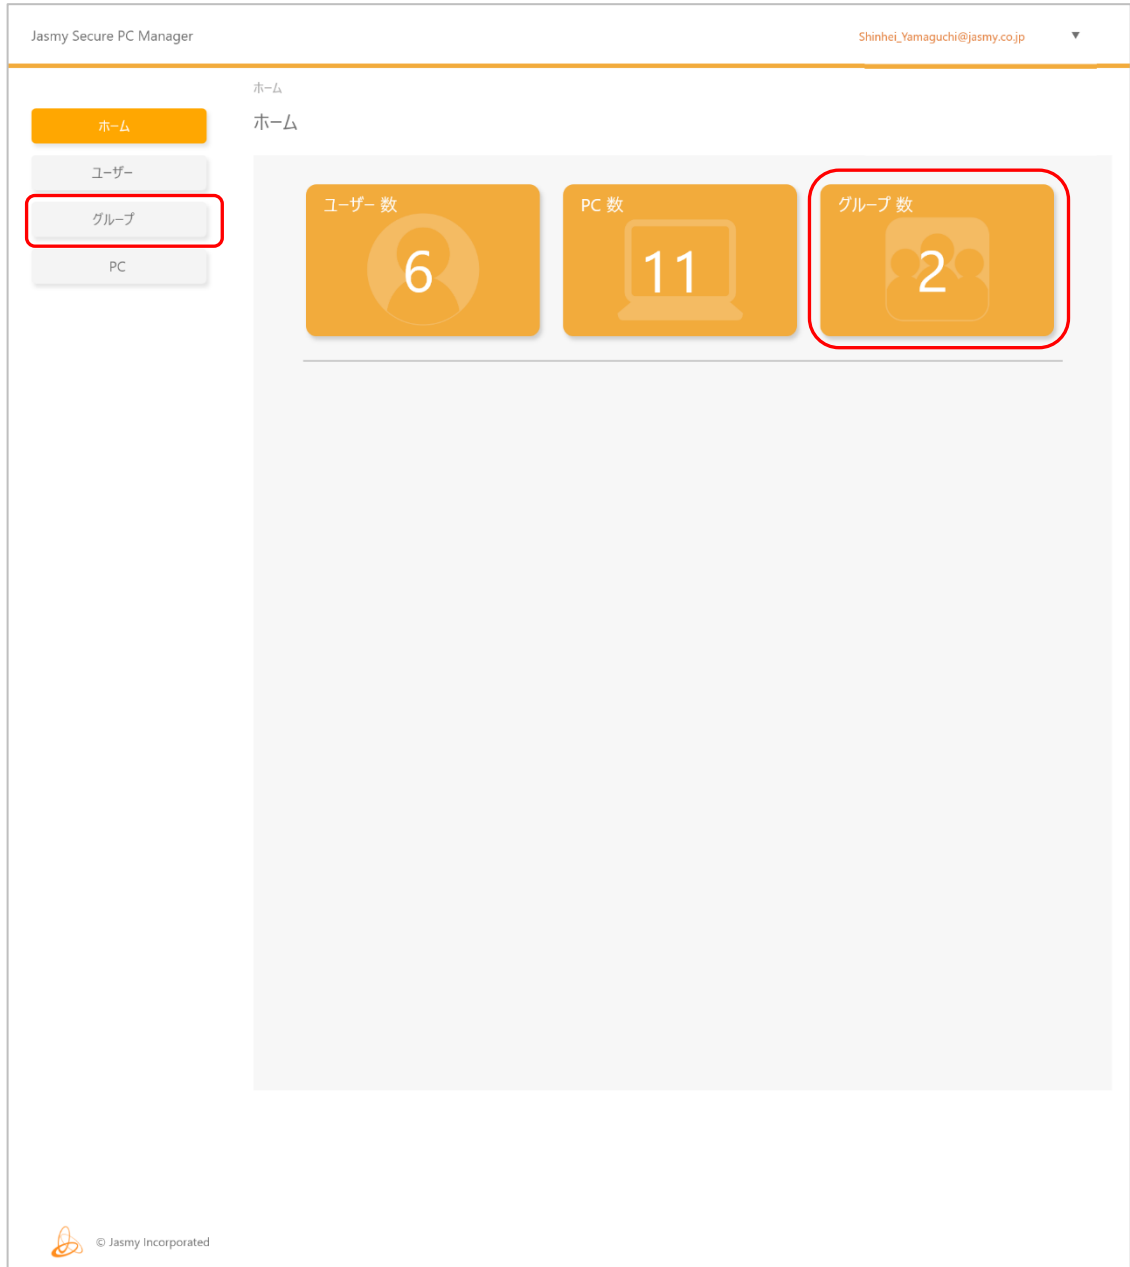 Jasmy Secure PC Manager
Shinhei_Yamaguchi@jasmy.co.jp ▼
ホーム
ホーム
ホーム
ユーザー
グループ
PC
ユーザー 数
6
PC 数
11
グループ 数
2
© Jasmy Incorporated